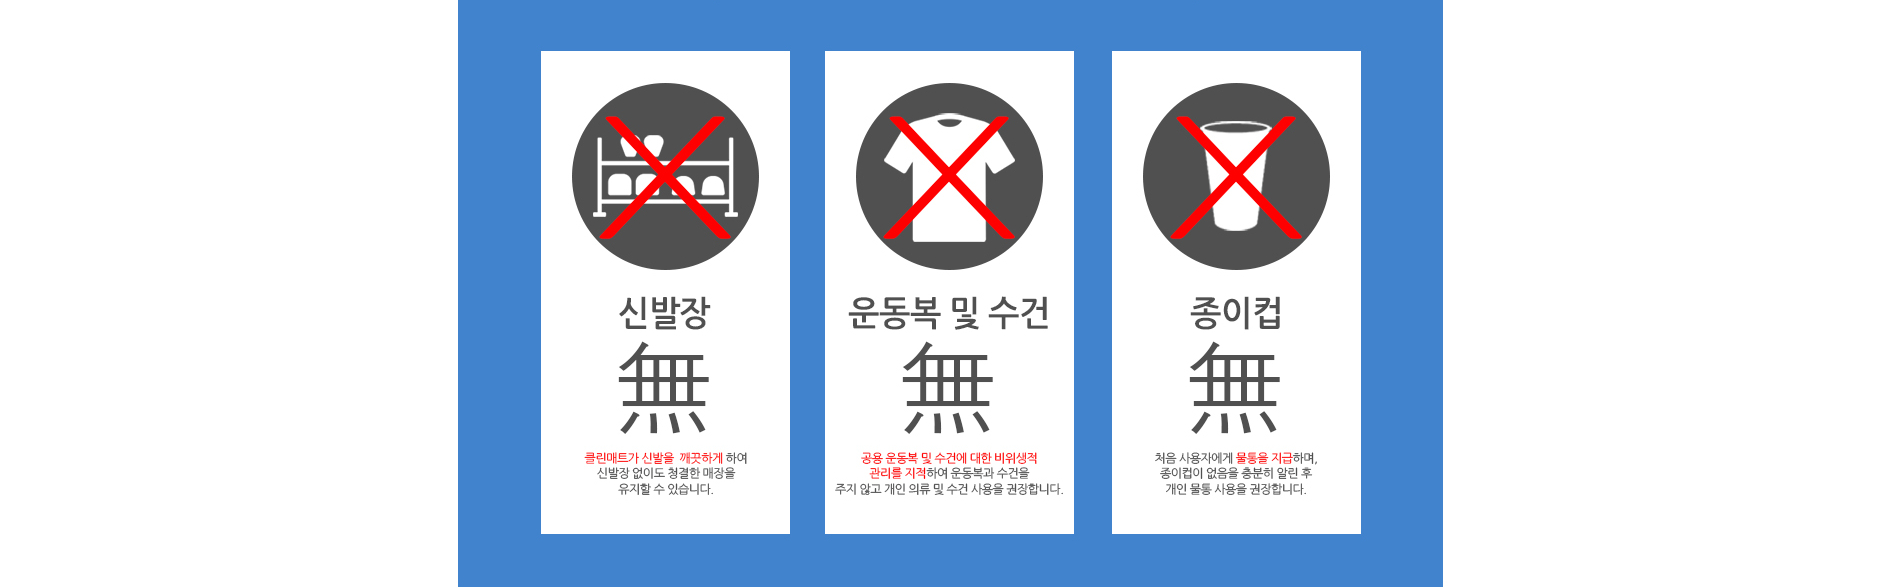 신발장
無
클린매트가 신발을 깨끗하게 하여
신발장 없이도 청결한 매장을
유지할 수 있습니다.
운동복 및 수건
無
공용 운동복 및 수건에 대한 비위생적
관리를 지적하여 운동복과 수건을
주지 않고 개인 의류 및 수건 사용을 권장합니다.
종이컵
無
처음 사용자에게 물통을 지급하며,
종이컵이 없음을 충분히 알린 후
개인 물통 사용을 권장합니다.